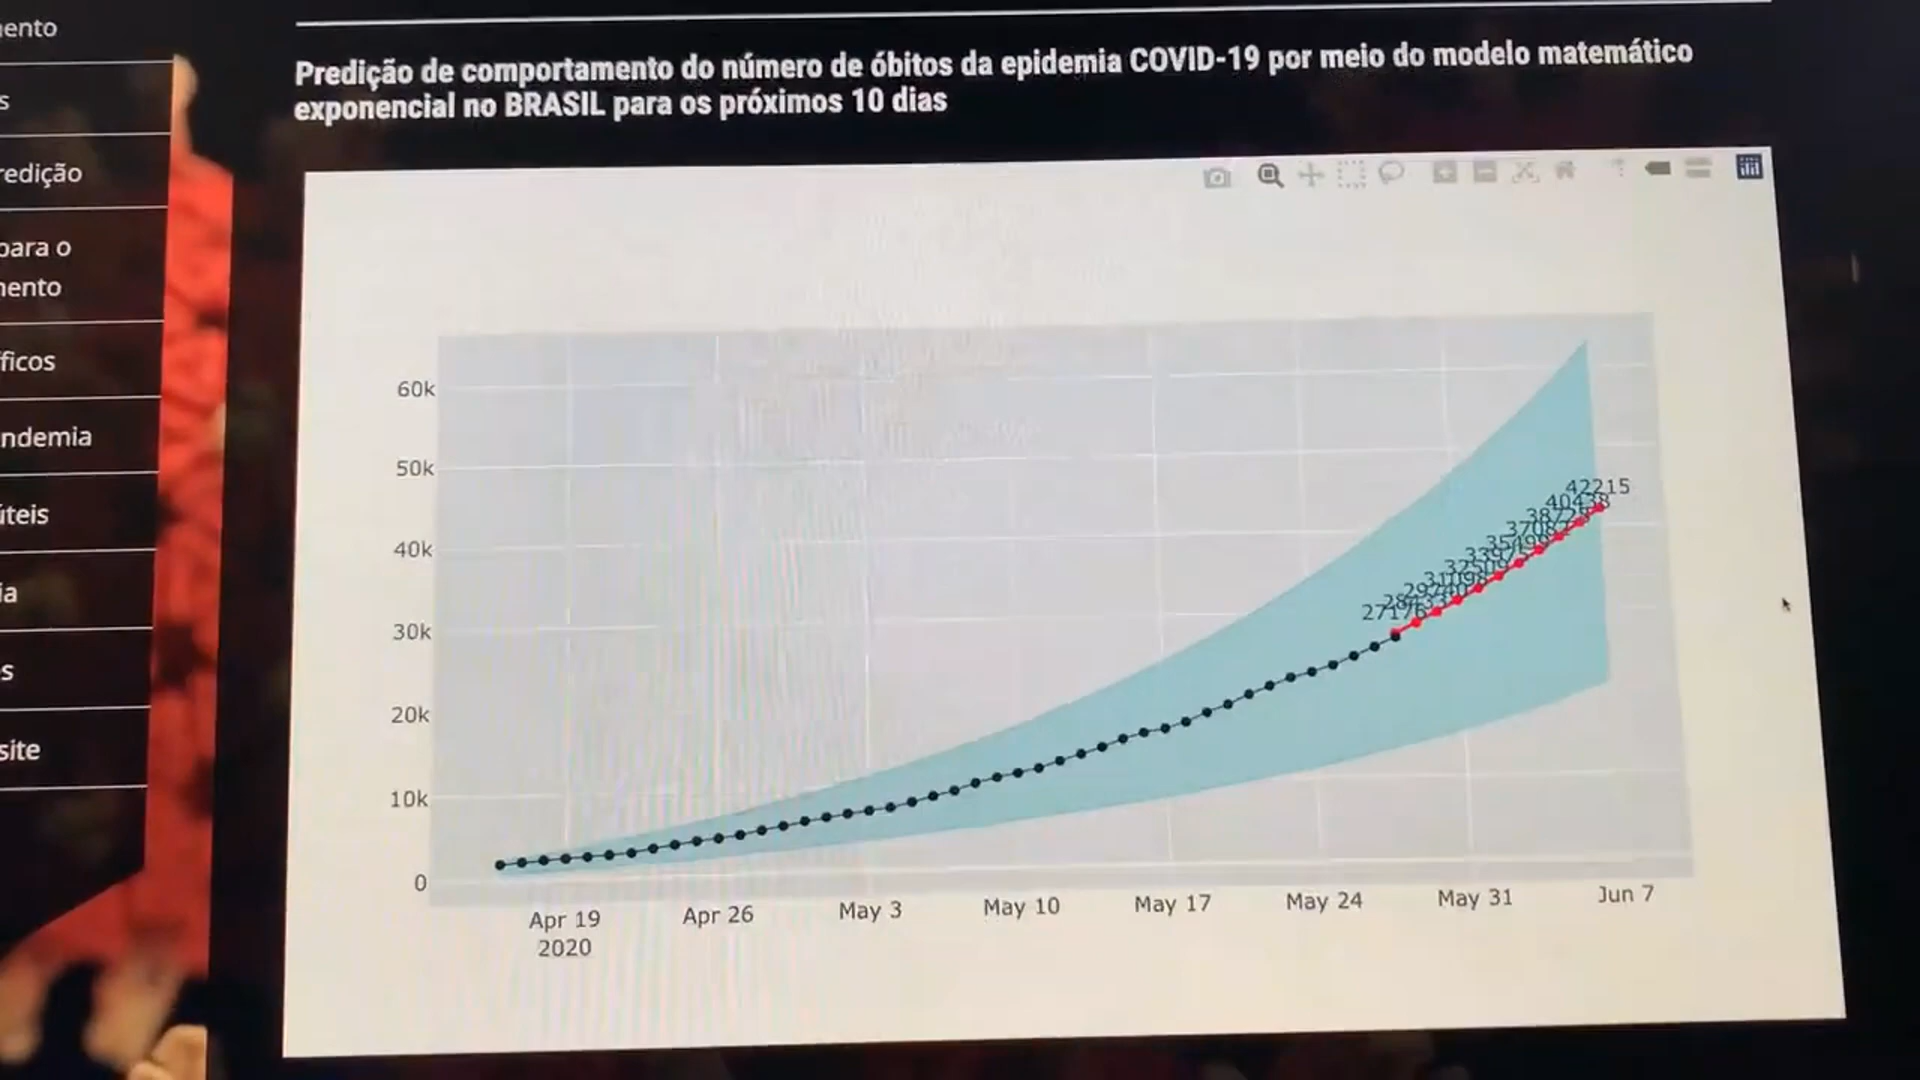 ento
s
redição
para o
nento
ficos
ndemia
úteis
ia
s
site
Predição de comportamento do número de óbitos da epidemia COVID-19 por meio do modelo matemático
exponencial no BRASIL para os próximos 10 dias
60k
50k
40k
30k
20k
10k
0
42215
40438
27176
Apr 19
2020
Apr 26
May 3
May 10
May 17
May 24
May 31
Jun 7